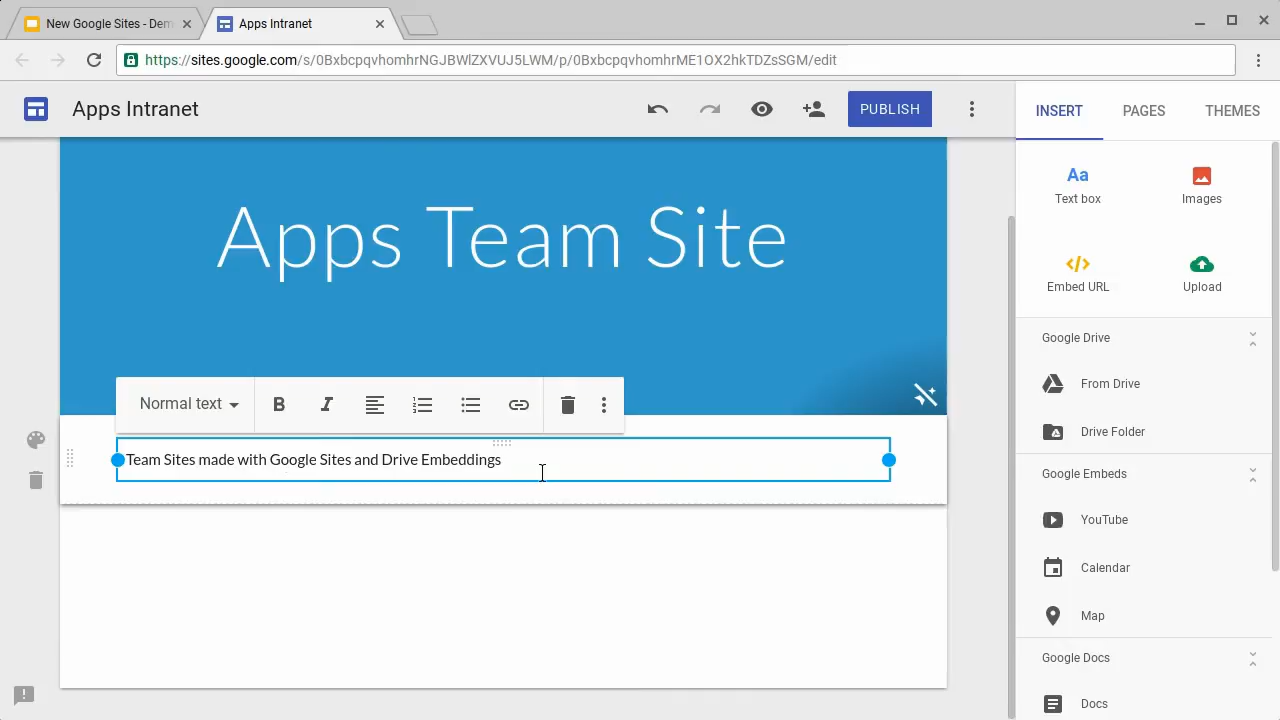 New Google Sites - Dem
Apps Intranet
https://sites.google.com/s/0BxbcpqvhomhrNGJBWlZXVUJ5LWM/p/0BxbcpqvhomhrME1OX2hkTDZsSGM/edit
Apps Intranet
PUBLISH
INSERT
PAGES
THEMES
Apps Team Site
Aa
Text box
Images
Embed URL
Upload
Google Drive
From Drive
Drive Folder
Google Embeds
YouTube
Calendar
Map
Google Docs
Docs
Normal text
B
I
Team Sites made with Google Sites and Drive Embeddings